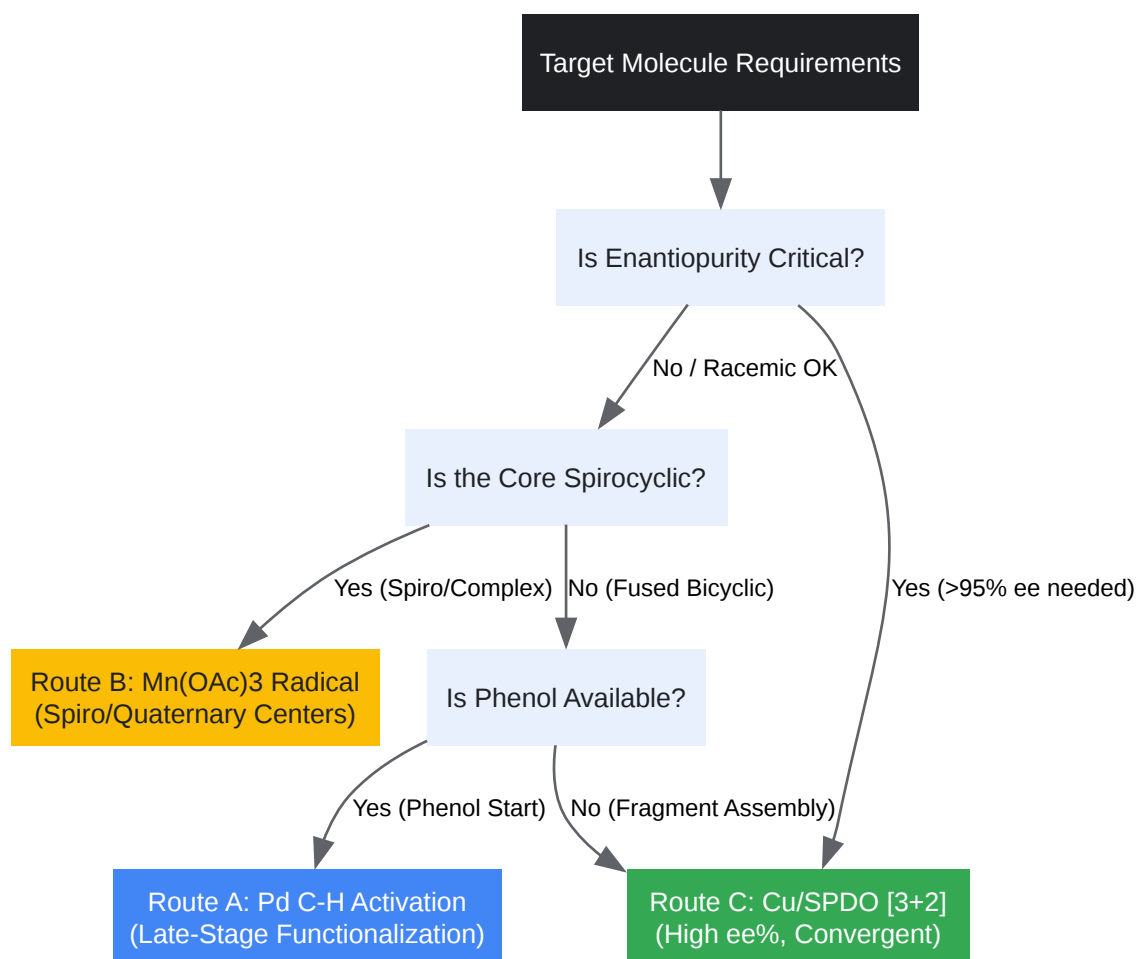 Target Molecule Requirements
Is Enantiopurity Critical?
No / Racemic OK
Is the Core Spirocyclic?
Yes (Spiro/Complex)
No (Fused Bicyclic)
Yes (>95% ee needed)
Route B: Mn(OAc)3 Radical
(Spiro/Quaternary Centers)
Is Phenol Available?
Yes (Phenol Start)
No (Fragment Assembly)
Route A: Pd C-H Activation
(Late-Stage Functionalization)
Route C: Cu/SPDO [3+2]
(High ee%, Convergent)